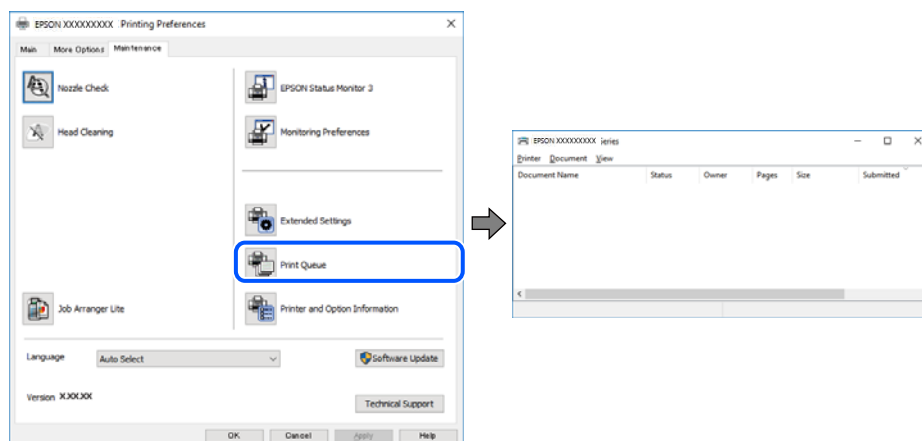 EPSON XXXXXXXXX Printing Preferences
Main More Options Maintenance
Nozzle Check
EPSON Status Monitor 3
Head Cleaning
Monitoring Preferences
Extended Settings
Print Queue
Job Arranger Lite
Printer and Option Information
Language Auto Select
Software Update
Version X.XX.XX
Technical Support
OK Cancel Apply Help
EPSON XXXXXXXXX ieries
Printer Document View
Document Name Status Owner Pages Size Submitted